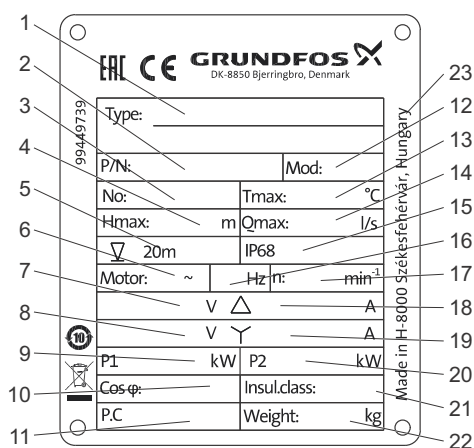 1
2
3
4
5
6
7
8
9
10
11
EAC CE GRUNDFOS
DK-8850 Bjerringbro, Denmark
99449739
Type:
P/N: Mod:
No: Tmax: °C
Hmax: m Qmax: l/s
20m IP68
Motor: ~ Hz n: min⁻¹
V △ A
V Y A
10
P1 kW P2 kW
Cos φ: Insul.class:
P.C Weight: kg
Made in H-8000 Székesfehérvár, Hungary
23
12
13
14
15
16
17
18
19
20
21
22